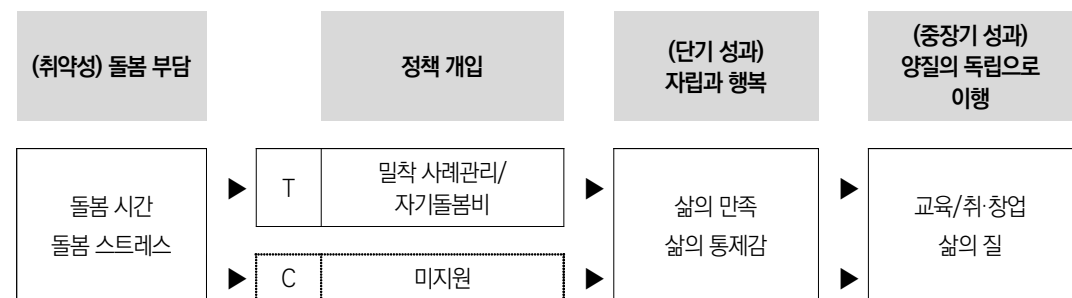 (취약성) 돌봄 부담
정책 개입
(단기 성과)
자립과 행복
(중장기 성과)
양질의 독립으로
이행
돌봄 시간
돌봄 스트레스
T
밀착 사례관리/
자기돌봄비
C
미지원
삶의 만족
삶의 통제감
교육/취·창업
삶의 질